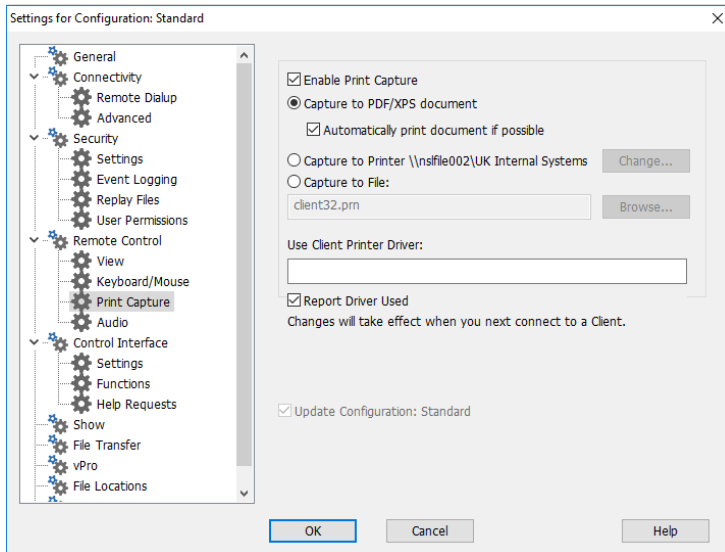 Settings for Configuration: Standard
General
Connectivity
Remote Dialup
Advanced
Security
Settings
Event Logging
Replay Files
User Permissions
Remote Control
View
Keyboard/Mouse
Print Capture
Audio
Control Interface
Settings
Functions
Help Requests
Show
File Transfer
vPro
File Locations
Enable Print Capture
Capture to PDF/XPS document
Automatically print document if possible
Capture to Printer \\nslfile002\UK Internal Systems
Change...
Capture to File:
client32.prn
Browse...
Use Client Printer Driver:
Report Driver Used
Changes will take effect when you next connect to a Client.
Update Configuration: Standard
OK
Cancel
Help